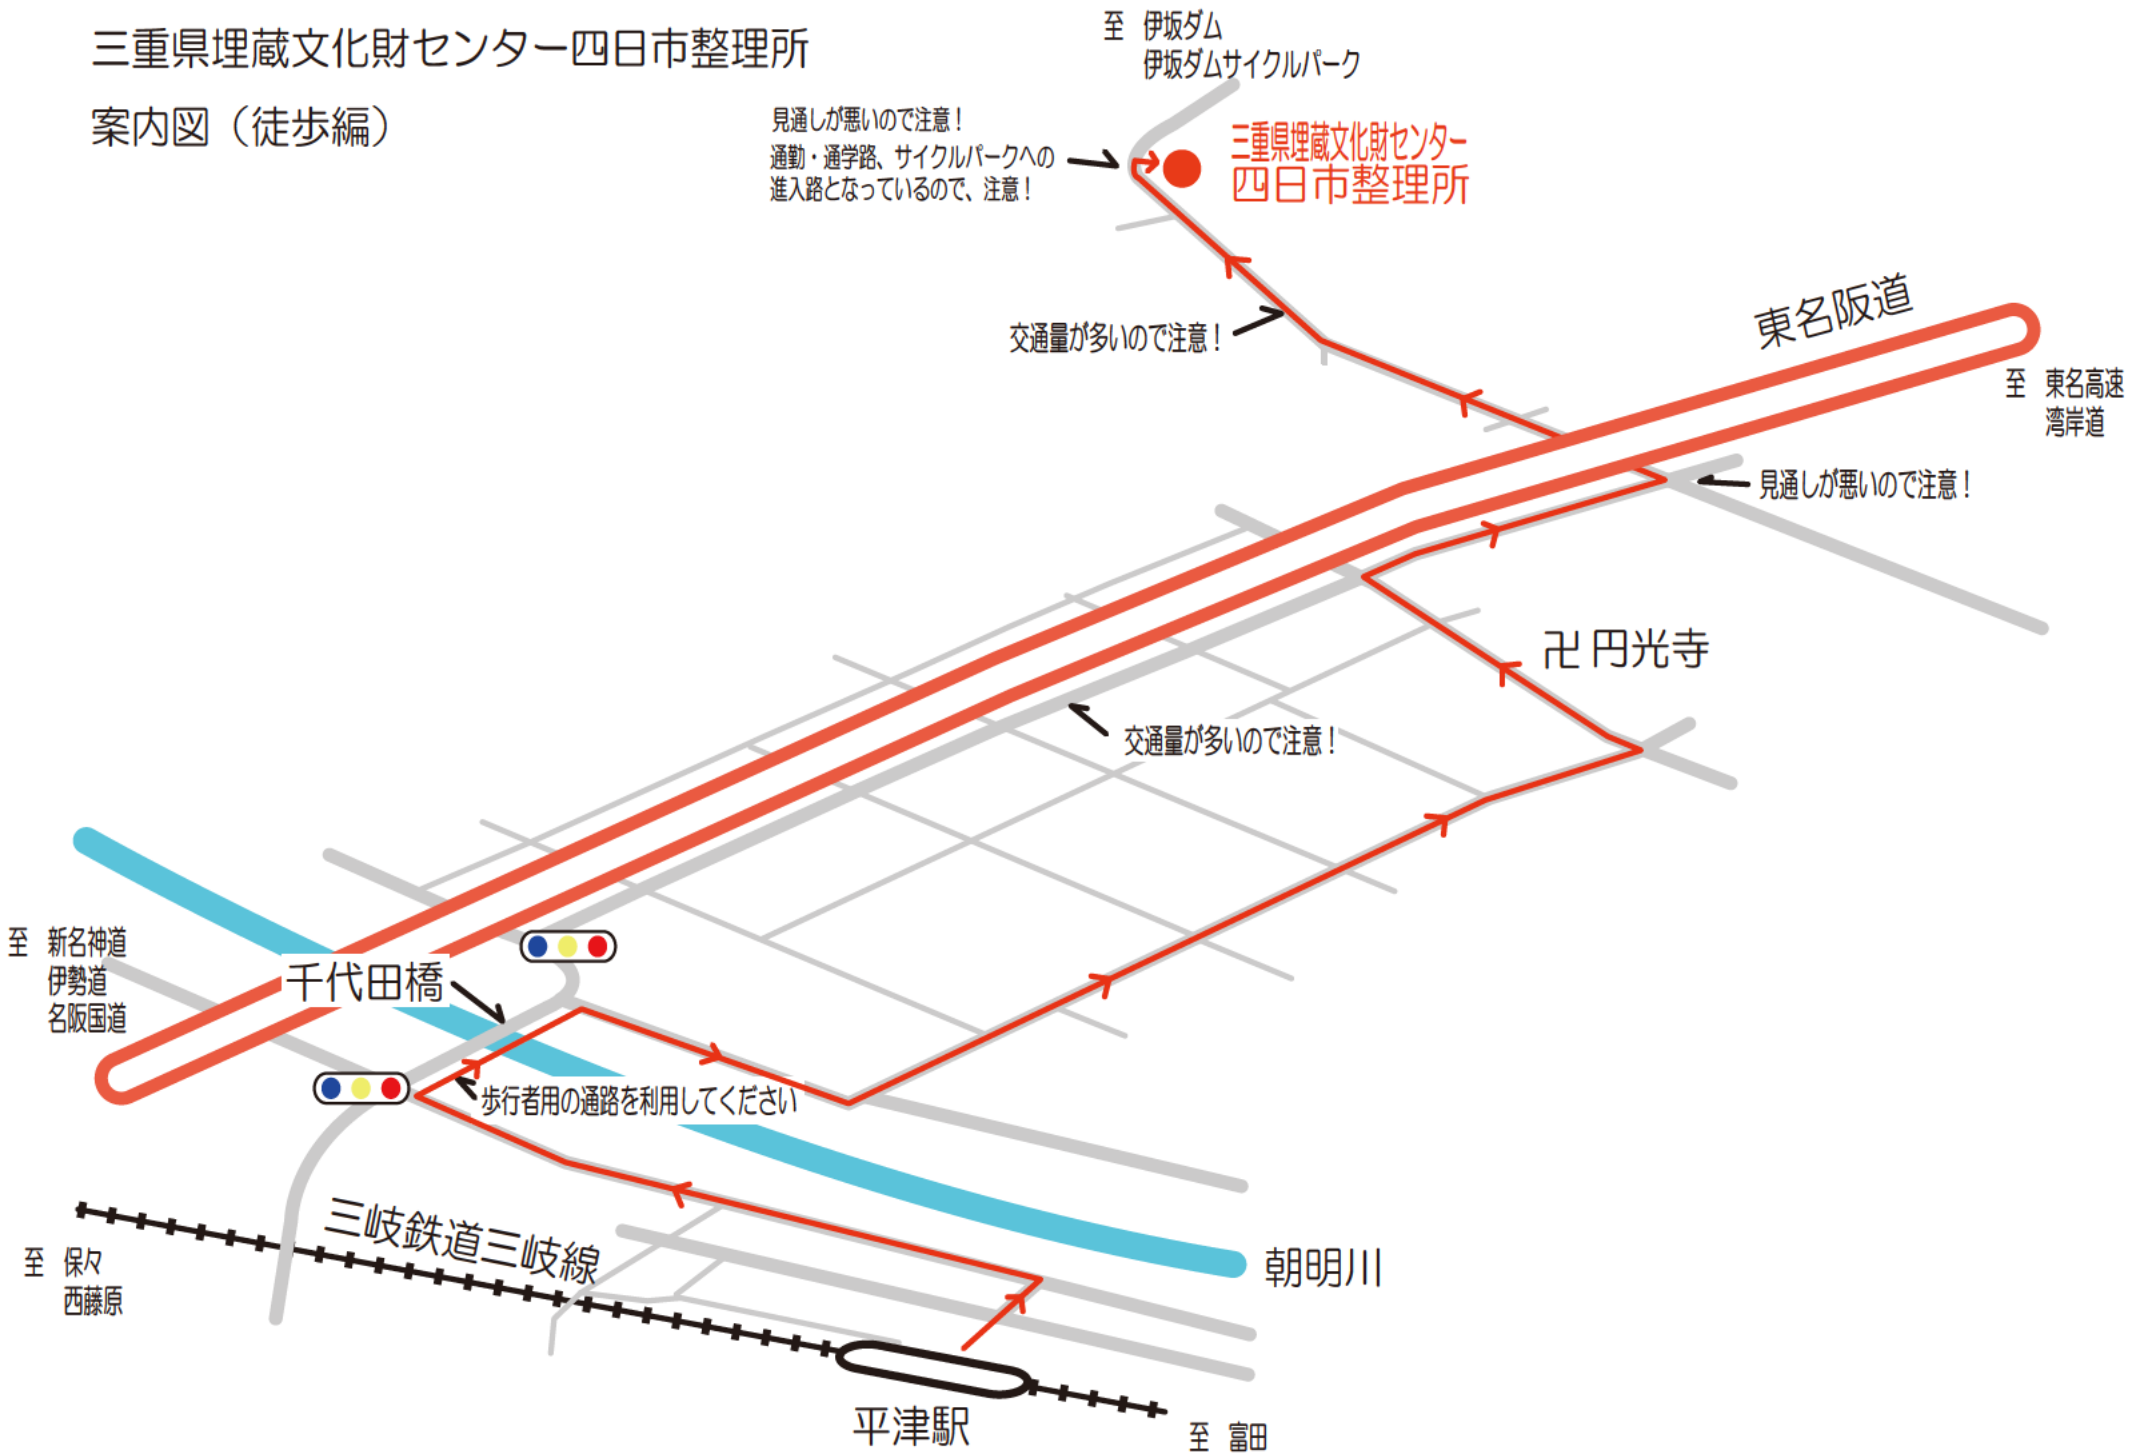 三重県埋蔵文化財センター四日市整理所
案内図（徒歩編）
至 伊坂ダム
伊坂ダムサイクルパーク
見通しが悪いので注意！
通勤・通学路、サイクルパークへの
進入路となっているので、注意！
三重県埋蔵文化財センター
四日市整理所
交通量が多いので注意！
東名阪道
至 東名高速
湾岸道
見通しが悪いので注意！
卍 円光寺
交通量が多いので注意！
至 新名神道
伊勢道
名阪国道
千代田橋
歩行者用の通路を利用してください
三岐鉄道三岐線
至 保々
西藤原
朝明川
平津駅
至 富田